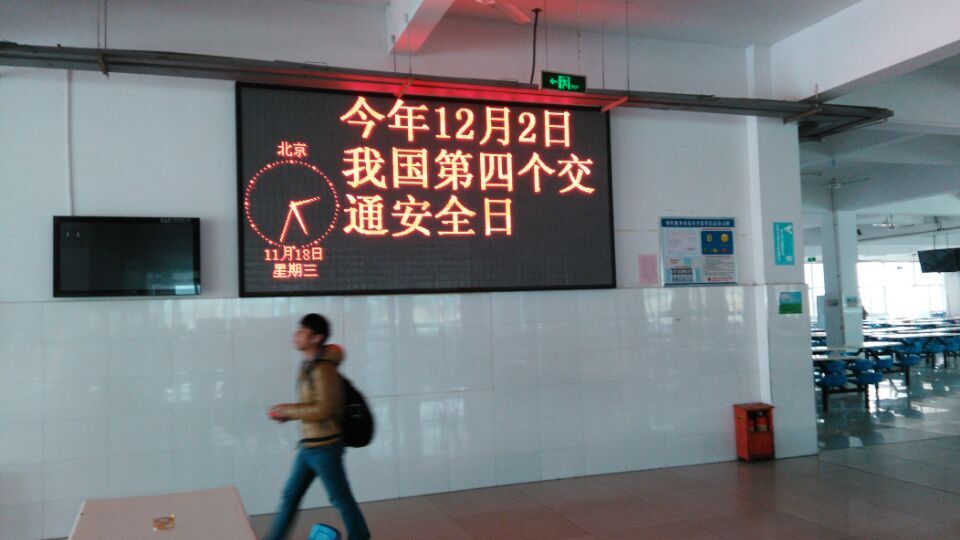 今年12月2日
我国第四个交
通安全日
北京
11月18日
星期三